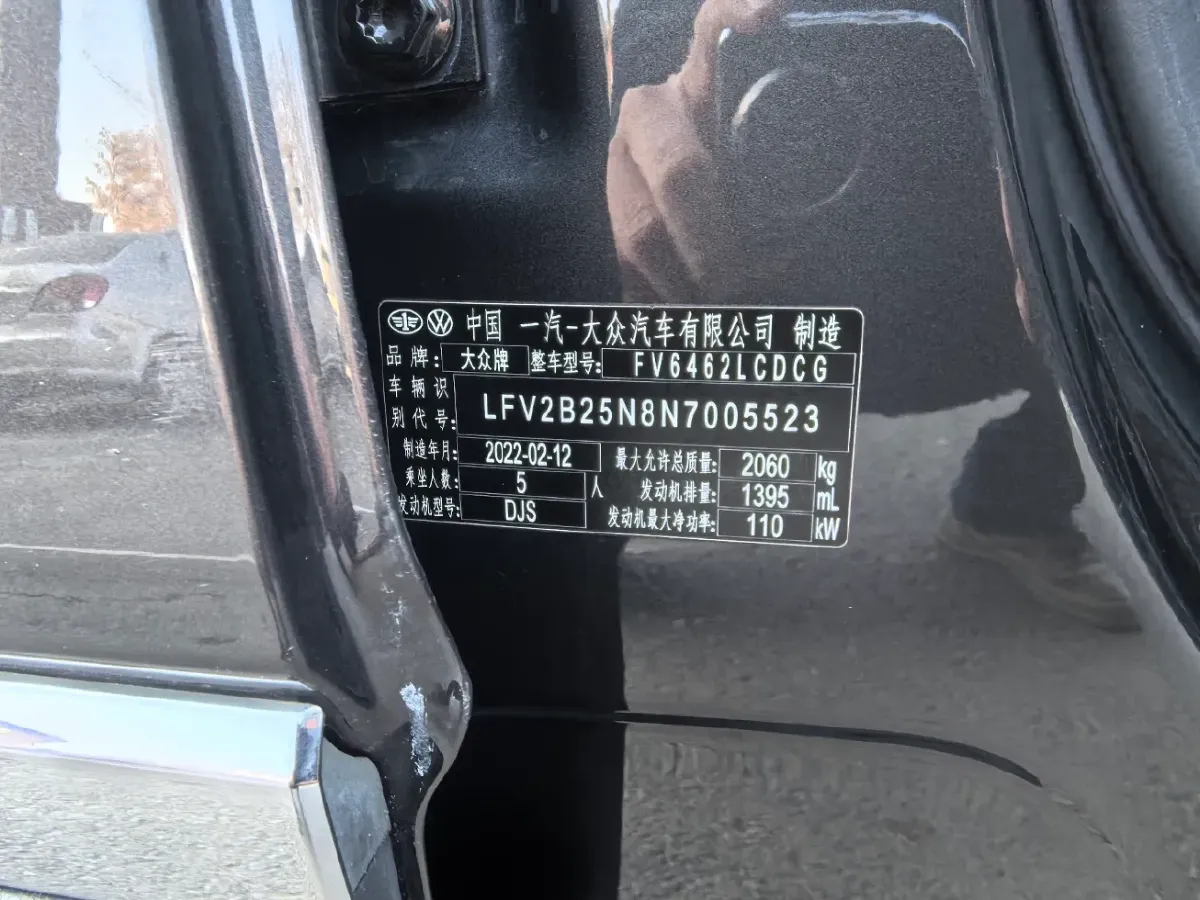 中国 一汽-大众汽车有限公司 制造
品牌: 大众牌 整车型号: FV6462LCDCG
车辆识别代号: LFV2B25N8N7005523
制造年月: 2022-02-12 最大允许总质量: 2060 kg
乘坐人数: 5 人 发动机排量: 1395 mL
发动机型号: DJS 发动机最大净功率: 110 kW